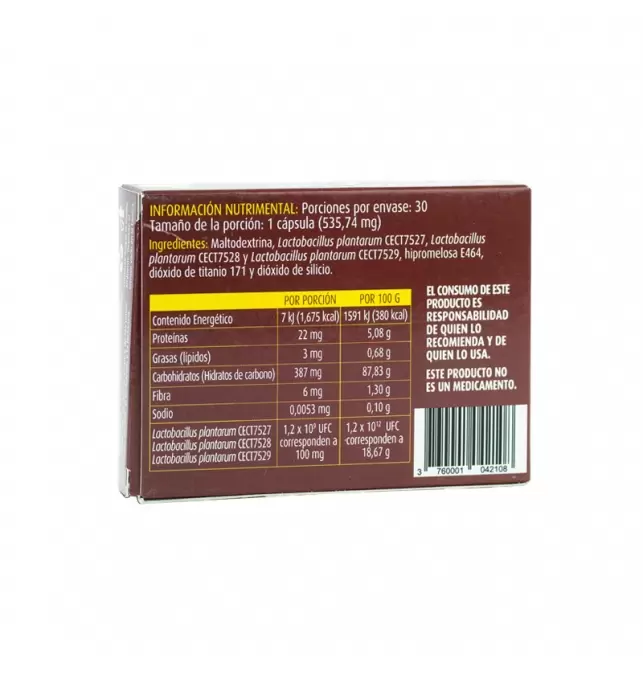 INFORMACIÓN NUTRIMENTAL: Porciones por envase: 30
Tamaño de la porción: 1 cápsula (535,74 mg)
Ingredientes: Maltodextrina, Lactobacillus plantarum CECT7527, Lactobacillus
plantarum CECT7528 y Lactobacillus plantarum CECT7529, hipromelosa E464,
dióxido de titanio 171 y dióxido de silicio.
POR PORCIÓN POR 100 G
Contenido Energético 7 kJ (1,675 kcal) 1591 kJ (380 kcal)
Proteínas 22 mg 5,08 g
Grasas (lípidos) 3 mg 0,68 g
Carbohidratos (Hidratos de carbono) 387 mg 87,83 g
Fibra 6 mg 1,30 g
Sodio 0,0053 mg 0,10 g
Lactobacillus plantarum CECT7527 1,2 x 10⁹ UFC 1,2 x 10¹² UFC
Lactobacillus plantarum CECT7528 corresponden a corresponden a
Lactobacillus plantarum CECT7529 100 mg 18,67 g
EL CONSUMO DE ESTE
PRODUCTO ES
RESPONSABILIDAD
DE QUIEN LO
RECOMIENDA Y DE
QUIEN LO USA.
ESTE PRODUCTO NO
ES UN MEDICAMENTO.
3 760001 042108